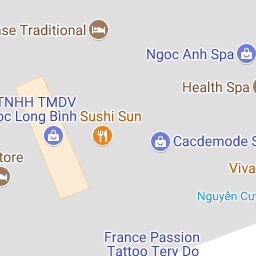 nse Traditional
Ngoc Anh Spa
Health Spa
TNHH TMDV
ọc Long Bình
Sushi Sun
Cacdemode S
tore
Viva
Nguyễn Cư
France Passion
Tattoo Tery Do